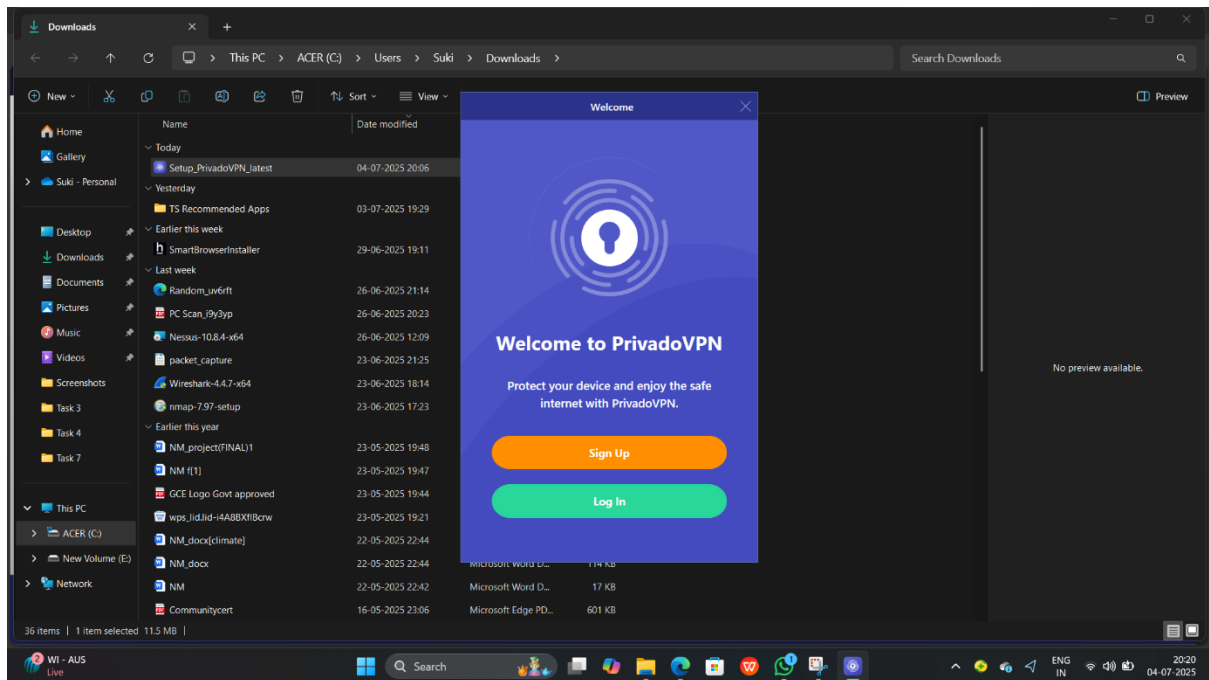 Downloads
This PC > ACER (C:) > Users > Suki > Downloads >
Search Downloads
New
Sort
View
Preview
Home
Gallery
Suki - Personal
Desktop
Downloads
Documents
Pictures
Music
Videos
Screenshots
Task 3
Task 4
Task 7
This PC
ACER (C:)
New Volume (E:)
Network
Name Date modified
Today
Setup_PrivadoVPN_latest 04-07-2025 20:06
Yesterday
TS Recommended Apps 03-07-2025 19:29
Earlier this week
SmartBrowserInstaller 29-06-2025 19:11
Last week
Random_uv6rft 26-06-2025 21:14
PC Scan_i9y3yp 26-06-2025 20:23
Nessus-10.8.4-x64 26-06-2025 12:09
packet_capture 23-06-2025 21:25
Wireshark-4.4.7-x64 23-06-2025 18:14
nmap-7.97-setup 23-06-2025 17:23
Earlier this year
NM_project(FINAL)1 23-05-2025 19:48
NM f[1] 23-05-2025 19:47
GCE Logo Govt approved 23-05-2025 19:44
wps_lid.lid-i4A8BXflBcrw 23-05-2025 19:21
NM_docx[climate] 22-05-2025 22:44
NM_docx 22-05-2025 22:44 Microsoft Word D... 114 KB
NM 22-05-2025 22:42 Microsoft Word D... 17 KB
Communitycert 16-05-2025 23:06 Microsoft Edge PD... 601 KB
Welcome
Welcome to PrivadoVPN
Protect your device and enjoy the safe
internet with PrivadoVPN.
Sign Up
Log In
No preview available.
36 items | 1 item selected 11.5 MB |
2
WI - AUS
Live
Search
1
ENG
IN
20:20
04-07-2025